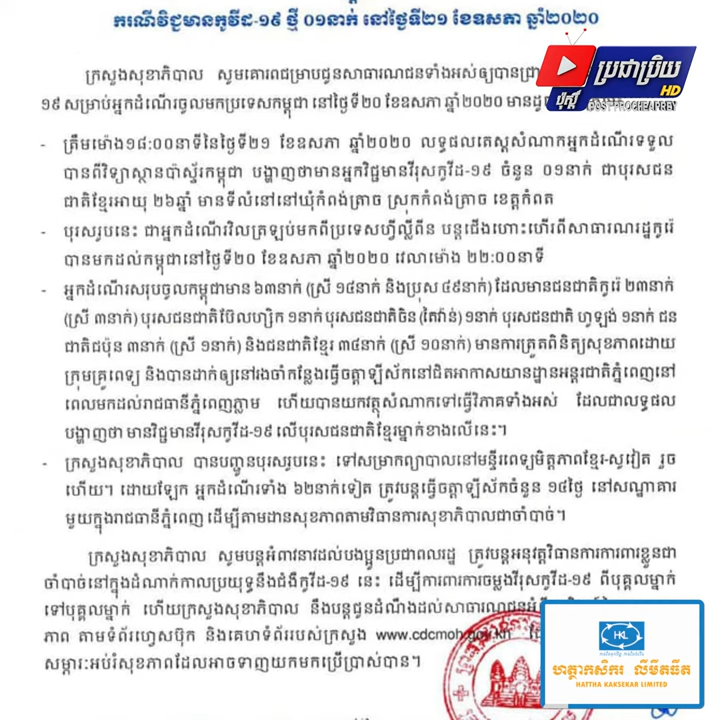 ករណីវិជ្ជមានកូវីដ-១៩ ថ្មី ០១នាក់ នៅថ្ងៃទី២១ ខែឧសភា ឆ្នាំ២០២០
ប្រជាប្រិយ
HD
ប៉ុស្តិ៍
POST PROCHEAPREY
ក្រសួងសុខាភិបាល សូមគោរពជម្រាបជូនសាធារណជនទាំងអស់ឲ្យបានជ្រា
១៩ សម្រាប់អ្នកដំណើរចូលមកប្រទេសកម្ពុជា នៅថ្ងៃទី២០ ខែឧសភា ឆ្នាំ២០២០ មានដូច
- ត្រឹមម៉ោង១៨:០០នាទីនៃថ្ងៃទី២១ ខែឧសភា ឆ្នាំ២០២០ លទ្ធផលតេស្តសំណាកអ្នកដំណើរទទួល
បានពីវិទ្យាស្ថានប៉ាស្ទ័រកម្ពុជា បង្ហាញថាមានអ្នកវិជ្ជមានវីរុសកូវីដ-១៩ ចំនួន ០១នាក់ ជាបុរសជន
ជាតិខ្មែរអាយុ ២៦ឆ្នាំ មានទីលំនៅនៅឃុំកំពង់ត្រាច ស្រុកកំពង់ត្រាច ខេត្តកំពត
- បុរសរូបនេះ ជាអ្នកដំណើរវិលត្រឡប់មកពីប្រទេសហ្វីលីពីន បន្តជើងហោះហើរពីសាធារណរដ្ឋកូរ៉េ
បានមកដល់កម្ពុជានៅថ្ងៃទី២០ ខែឧសភា ឆ្នាំ២០២០ វេលាម៉ោង ២២:០០នាទី
- អ្នកដំណើរសរុបចូលកម្ពុជាមាន ៦៣នាក់ (ស្រី ១៤នាក់ និងប្រុស ៤៩នាក់) ដែលមានជនជាតិកូរ៉េ ២៣នាក់
(ស្រី ៣នាក់) បុរសជនជាតិប៊ែលហ្ស៊ិក ១នាក់ បុរសជនជាតិចិន (តៃវ៉ាន់) ១នាក់ បុរសជនជាតិ ហូឡង់ ១នាក់ ជន
ជាតិជប៉ុន ៣នាក់ (ស្រី ១នាក់) និងជនជាតិខ្មែរ ៣៤នាក់ (ស្រី ១០នាក់) មានការត្រួតពិនិត្យសុខភាពដោយ
ក្រុមគ្រូពេទ្យ និងបានដាក់ឲ្យនៅរង់ចាំកន្លែងធ្វើចត្តាឡីស័កនៅជិតអាកាសយានដ្ឋានអន្តរជាតិភ្នំពេញនៅ
ពេលមកដល់រាជធានីភ្នំពេញភ្លាម ហើយបានយកវត្ថុសំណាកទៅធ្វើវិភាគទាំងអស់ ដែលជាលទ្ធផល
បង្ហាញថា មានវិជ្ជមានវីរុសកូវីដ-១៩ លើបុរសជនជាតិខ្មែរម្នាក់ខាងលើនេះ។
- ក្រសួងសុខាភិបាល បានបញ្ជូនបុរសរូបនេះ ទៅសម្រាកព្យាបាលនៅមន្ទីរពេទ្យមិត្តភាពខ្មែរ-សូវៀត រួច
ហើយ។ ដោយឡែក អ្នកដំណើរទាំង ៦២នាក់ទៀត ត្រូវបន្តធ្វើចត្តាឡីស័កចំនួន ១៤ថ្ងៃ នៅសណ្ឋាគារ
មួយក្នុងរាជធានីភ្នំពេញ ដើម្បីតាមដានសុខភាពតាមវិធានការសុខាភិបាលជាចាំបាច់។
ក្រសួងសុខាភិបាល សូមបន្តអំពាវនាវដល់បងប្អូនប្រជាពលរដ្ឋ ត្រូវបន្តអនុវត្តវិធានការការពារខ្លួនជា
ចាំបាច់នៅក្នុងដំណាក់កាលប្រយុទ្ធនឹងជំងឺកូវីដ-១៩ នេះ ដើម្បីការពារការចម្លងវីរុសកូវីដ-១៩ ពីបុគ្គលម្នាក់
ទៅបុគ្គលម្នាក់ ហើយក្រសួងសុខាភិបាល នឹងបន្តជូនដំណឹងដល់សាធារណជនអំពី
ភាព តាមទំព័រហ្វេសប៊ុក និងគេហទំព័ររបស់ក្រសួង www.cdcmoh.gov.kh
សម្ភារៈអប់រំសុខភាពដែលអាចទាញយកមកប្រើប្រាស់បាន។
HKL
ហត្ថាកសិករ លីមីតធីត
HATTHA KAKSEKAR LIMITED